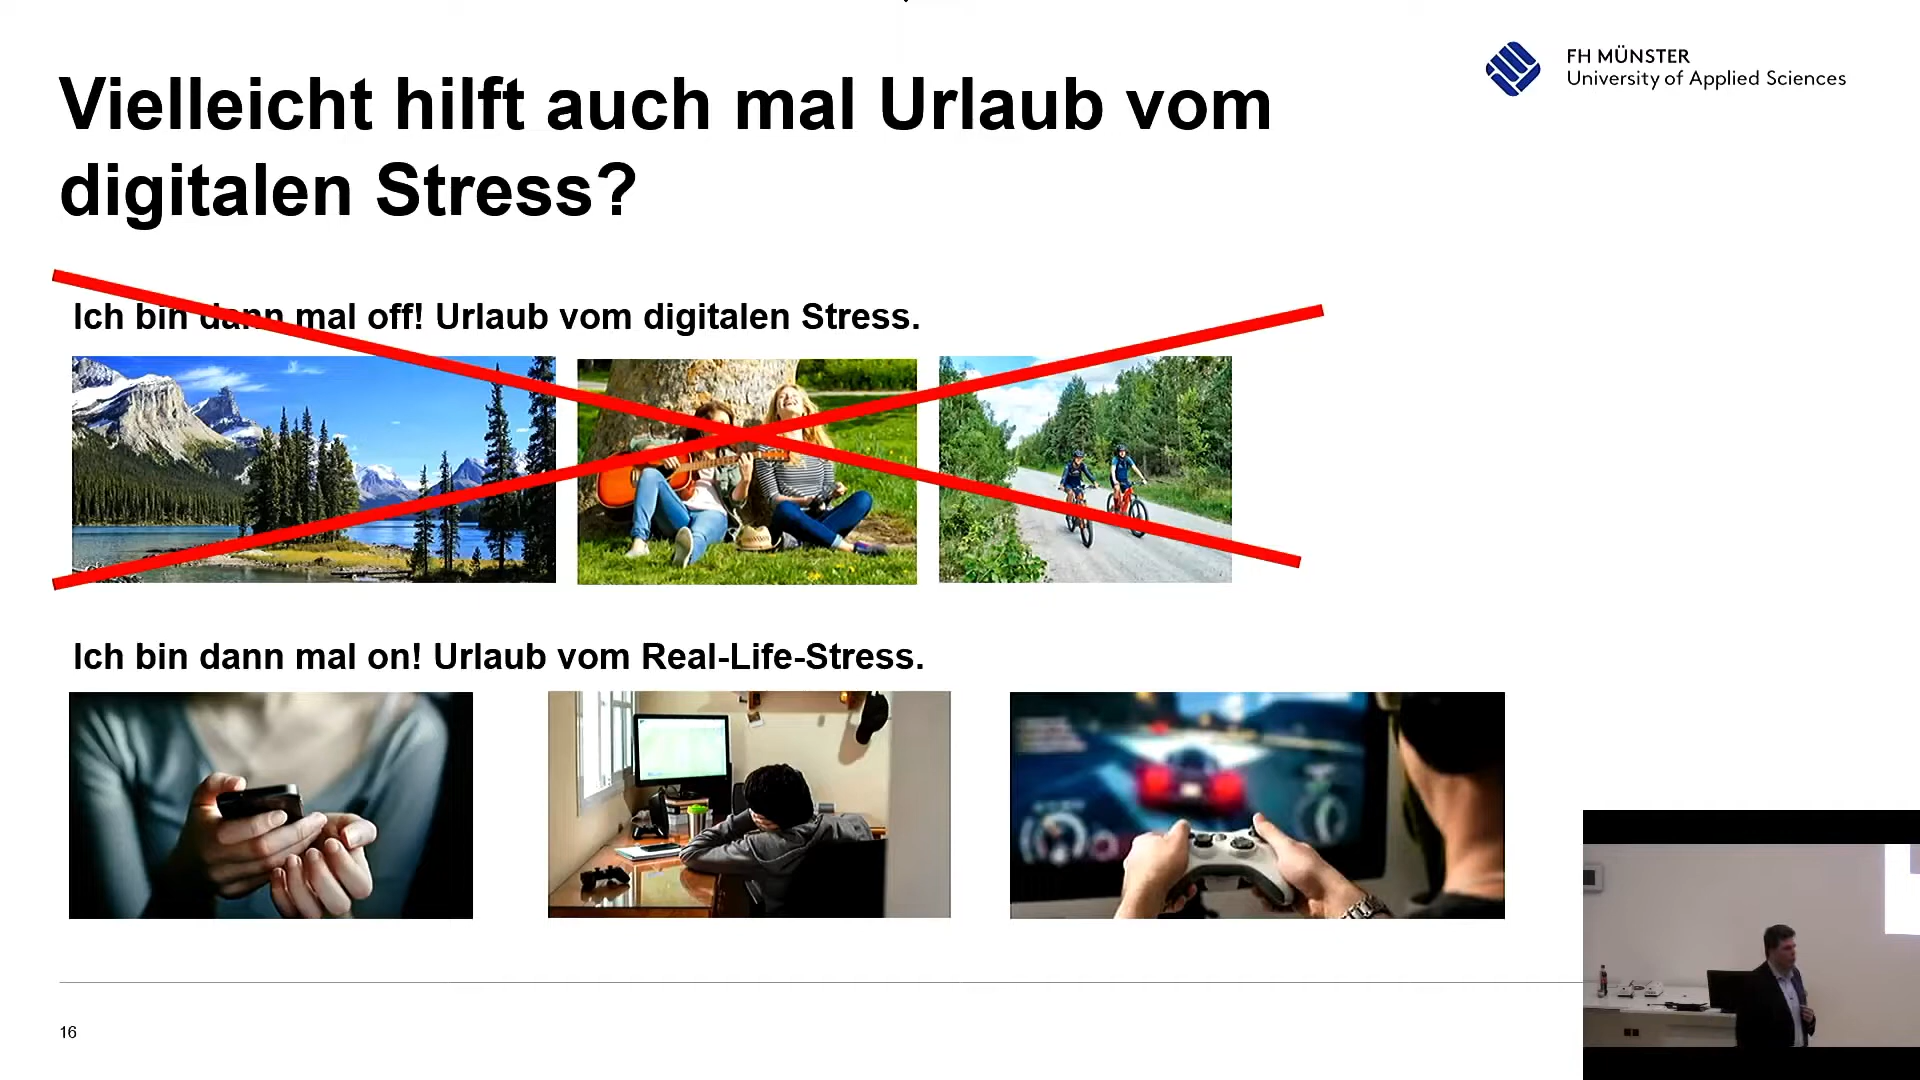 FH MÜNSTER
University of Applied Sciences
Vielleicht hilft auch mal Urlaub vom
digitalen Stress?
Ich bin dann mal off! Urlaub vom digitalen Stress.
Ich bin dann mal on! Urlaub vom Real-Life-Stress.
16